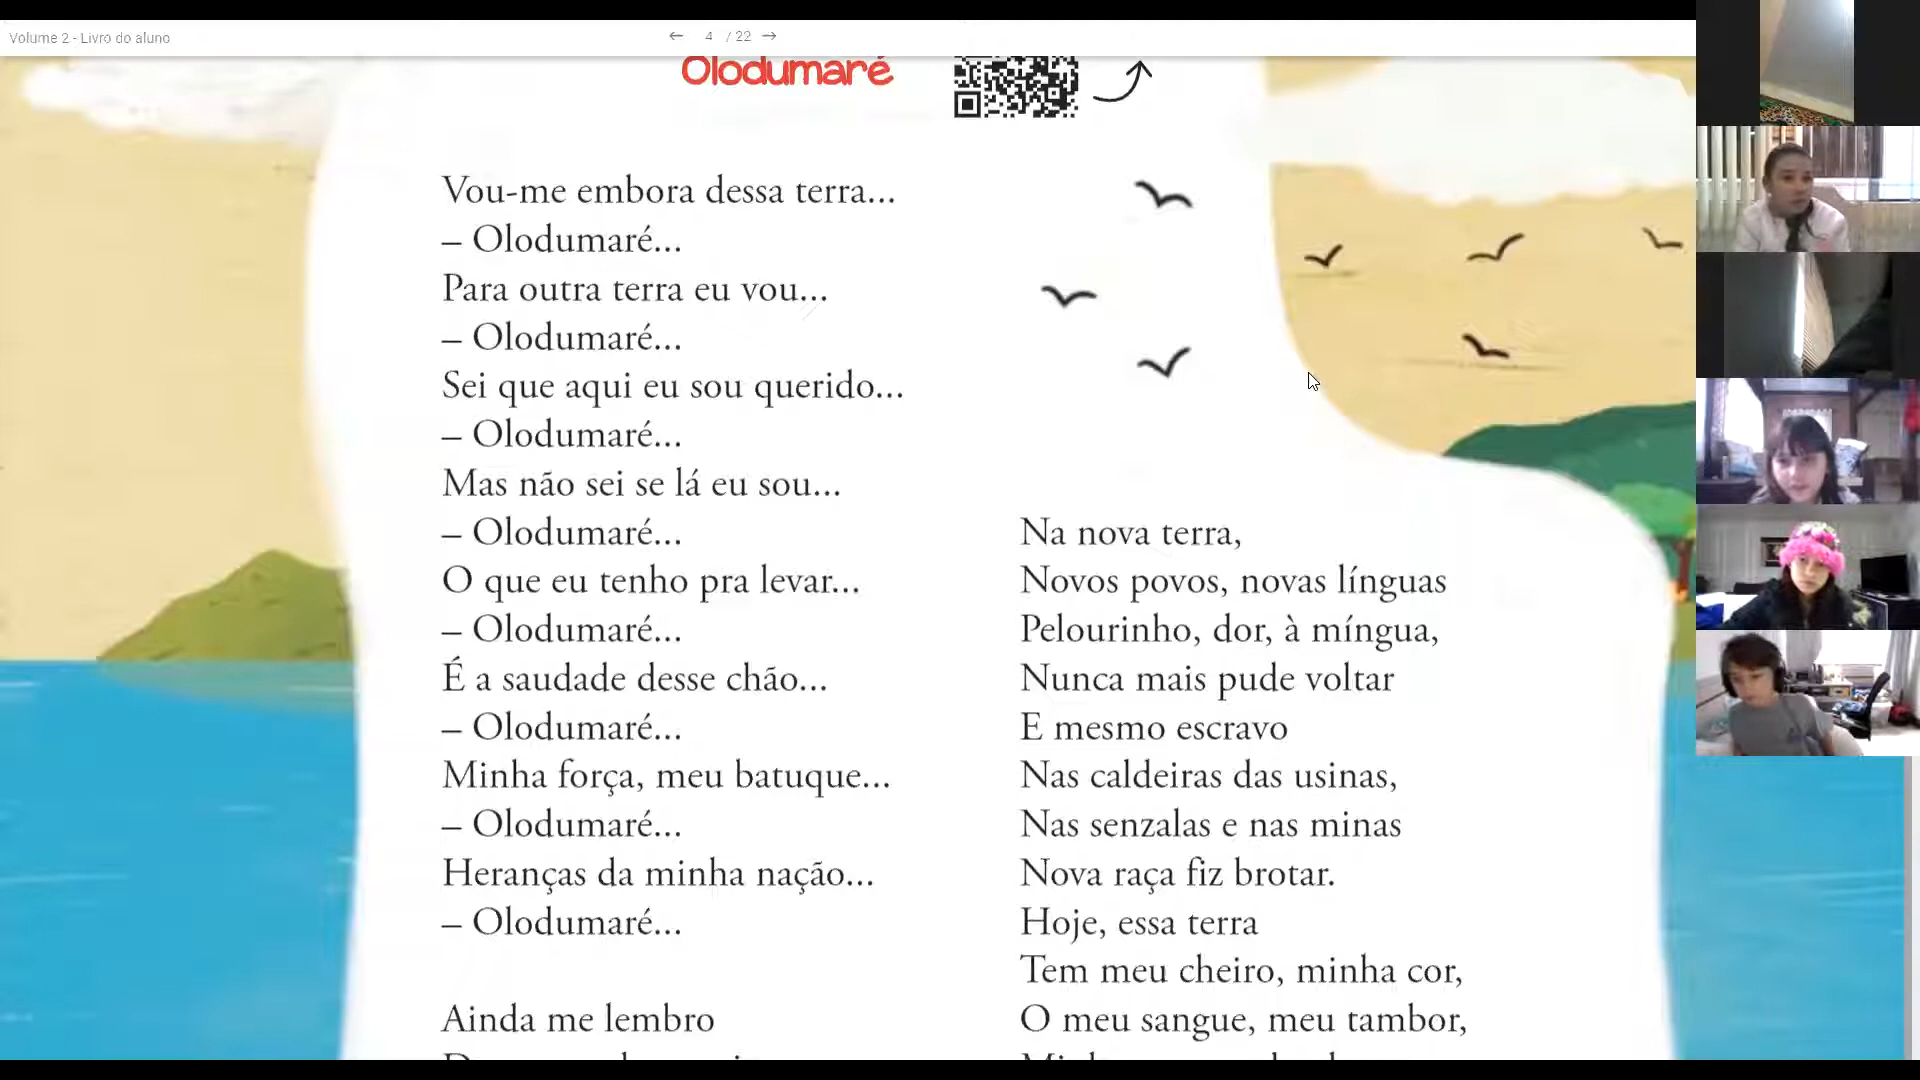 Volume 2 - Livro do aluno
4 / 22
Olodumaré
Vou-me embora dessa terra...
– Olodumaré...
Para outra terra eu vou...
– Olodumaré...
Sei que aqui eu sou querido...
– Olodumaré...
Mas não sei se lá eu sou...
– Olodumaré...
O que eu tenho pra levar...
– Olodumaré...
É a saudade desse chão...
– Olodumaré...
Minha força, meu batuque...
– Olodumaré...
Heranças da minha nação...
– Olodumaré...
Ainda me lembro
Na nova terra,
Novos povos, novas línguas
Pelourinho, dor, à míngua,
Nunca mais pude voltar
E mesmo escravo
Nas caldeiras das usinas,
Nas senzalas e nas minas
Nova raça fiz brotar.
Hoje, essa terra
Tem meu cheiro, minha cor,
O meu sangue, meu tambor,